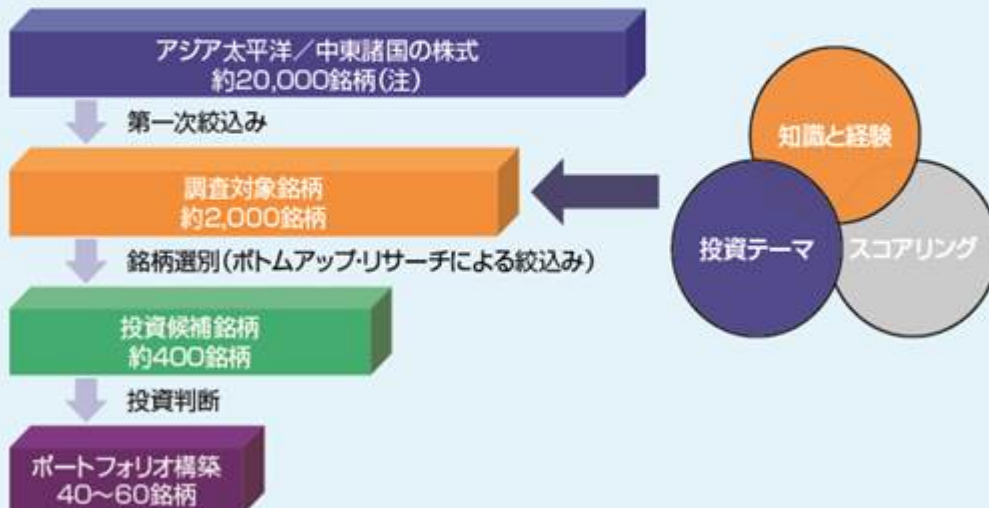 アジア太平洋／中東諸国の株式
約20,000銘柄(注)
第一次絞込み
調査対象銘柄
約2,000銘柄
銘柄選別(ボトムアップ・リサーチによる絞込み)
投資候補銘柄
約400銘柄
投資判断
ポートフォリオ構築
40〜60銘柄
知識と経験
投資テーマ
スコアリング